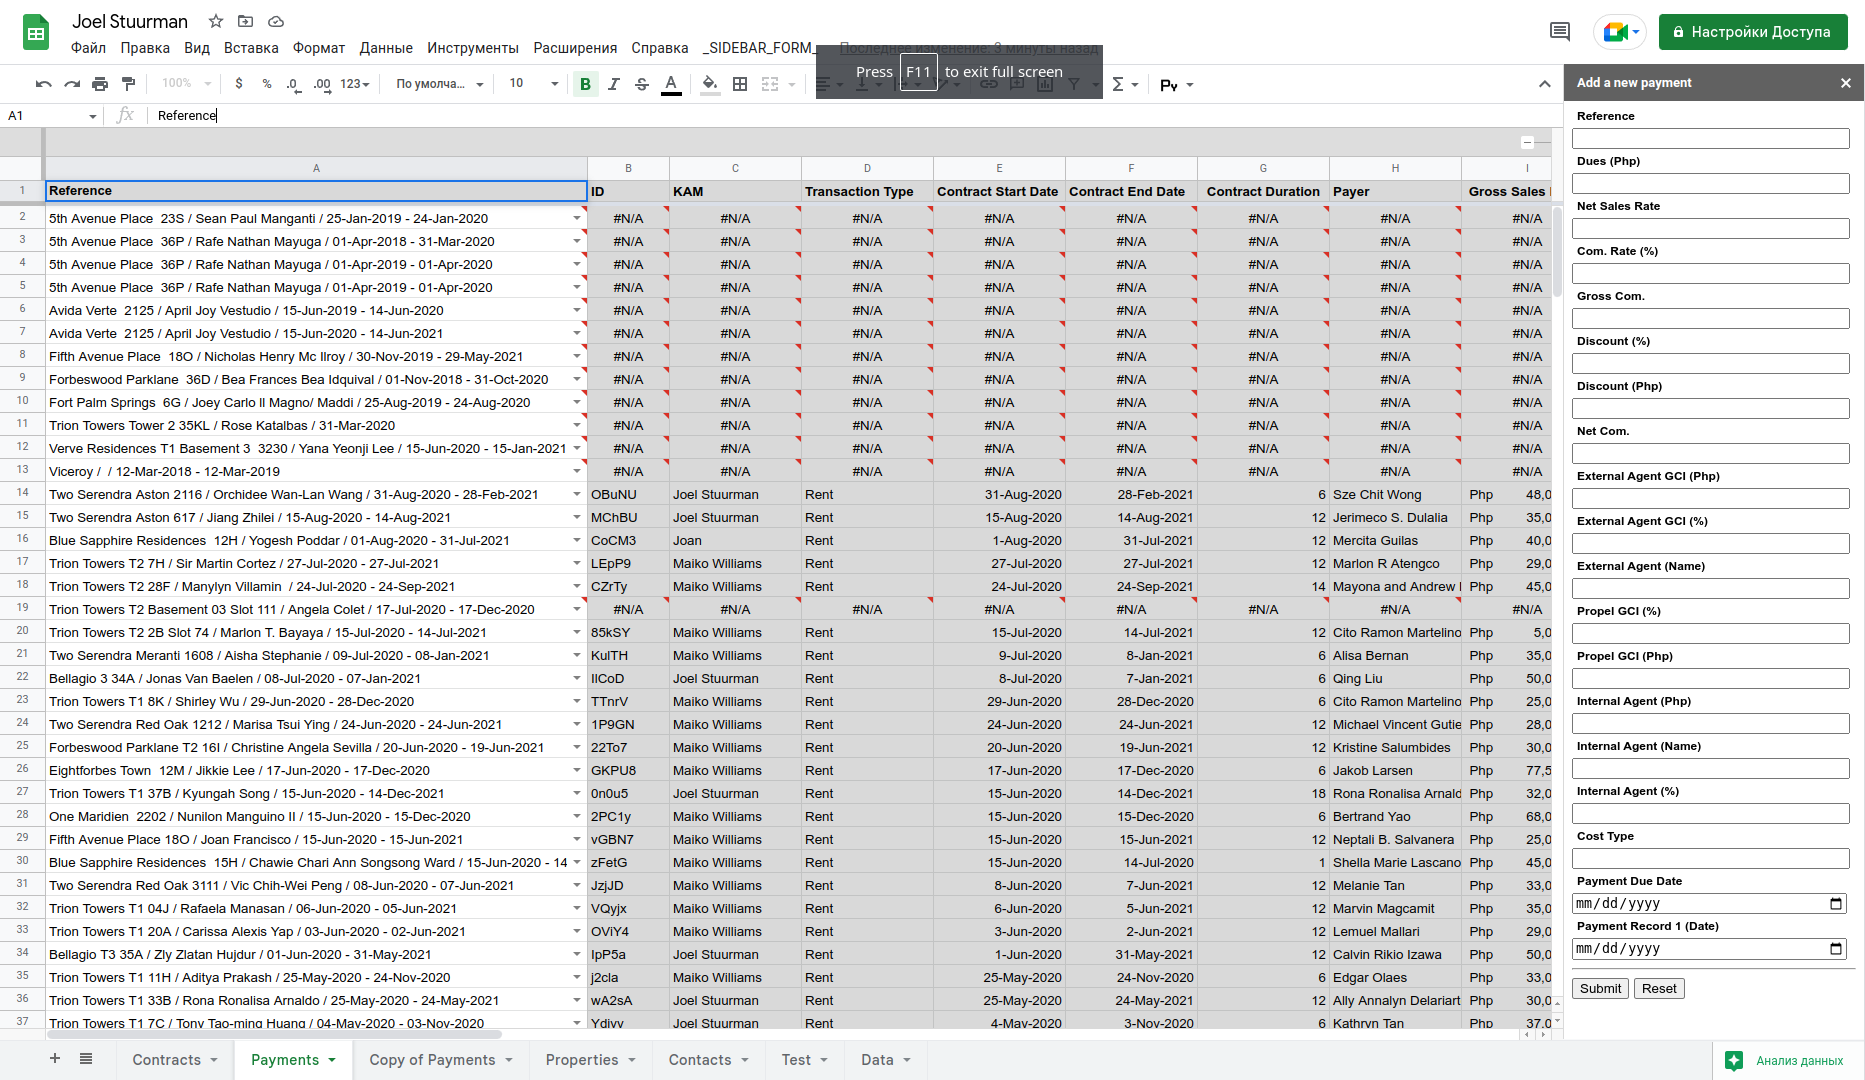 Joel Stuurman
Файл Правка Вид Вставка Формат Данные Инструменты Расширения Справка _SIDEBAR_FORM_ Последнее изменение: 3 минуты назад
Настройки Доступа
Press F11 to exit full screen
100% $ % .0 .00 123 По умолча... 10 B I S A Σ Py
A1 fx Reference
A B C D E F G H I
1 Reference ID KAM Transaction Type Contract Start Date Contract End Date Contract Duration Payer Gross Sales
2 5th Avenue Place 23S / Sean Paul Manganti / 25-Jan-2019 - 24-Jan-2020 #N/A #N/A #N/A #N/A #N/A #N/A #N/A #N/A
3 5th Avenue Place 36P / Rafe Nathan Mayuga / 01-Apr-2018 - 31-Mar-2020 #N/A #N/A #N/A #N/A #N/A #N/A #N/A #N/A
4 5th Avenue Place 36P / Rafe Nathan Mayuga / 01-Apr-2019 - 01-Apr-2020 #N/A #N/A #N/A #N/A #N/A #N/A #N/A #N/A
5 5th Avenue Place 36P / Rafe Nathan Mayuga / 01-Apr-2019 - 01-Apr-2020 #N/A #N/A #N/A #N/A #N/A #N/A #N/A #N/A
6 Avida Verte 2125 / April Joy Vestudio / 15-Jun-2019 - 14-Jun-2020 #N/A #N/A #N/A #N/A #N/A #N/A #N/A #N/A
7 Avida Verte 2125 / April Joy Vestudio / 15-Jun-2020 - 14-Jun-2021 #N/A #N/A #N/A #N/A #N/A #N/A #N/A #N/A
8 Fifth Avenue Place 18O / Nicholas Henry Mc Ilroy / 30-Nov-2019 - 29-May-2021 #N/A #N/A #N/A #N/A #N/A #N/A #N/A #N/A
9 Forbeswood Parklane 36D / Bea Frances Bea Idquival / 01-Nov-2018 - 31-Oct-2020 #N/A #N/A #N/A #N/A #N/A #N/A #N/A #N/A
10 Fort Palm Springs 6G / Joey Carlo II Magno/ Maddi / 25-Aug-2019 - 24-Aug-2020 #N/A #N/A #N/A #N/A #N/A #N/A #N/A #N/A
11 Trion Towers Tower 2 35KL / Rose Katalbas / 31-Mar-2020 #N/A #N/A #N/A #N/A #N/A #N/A #N/A #N/A
12 Verve Residences T1 Basement 3 3230 / Yana Yeonji Lee / 15-Jun-2020 - 15-Jan-2021 #N/A #N/A #N/A #N/A #N/A #N/A #N/A #N/A
13 Viceroy / / 12-Mar-2018 - 12-Mar-2019 #N/A #N/A #N/A #N/A #N/A #N/A #N/A #N/A
14 Two Serendra Aston 2116 / Orchidee Wan-Lan Wang / 31-Aug-2020 - 28-Feb-2021 OBuNU Joel Stuurman Rent 31-Aug-2020 28-Feb-2021 6 Sze Chit Wong Php 48,0
15 Two Serendra Aston 617 / Jiang Zhilei / 15-Aug-2020 - 14-Aug-2021 MChBU Joel Stuurman Rent 15-Aug-2020 14-Aug-2021 12 Jerimeco S. Dulalia Php 35,0
16 Blue Sapphire Residences 12H / Yogesh Poddar / 01-Aug-2020 - 31-Jul-2021 CoCM3 Joan Rent 1-Aug-2020 31-Jul-2021 12 Mercita Guilas Php 40,0
17 Trion Towers T2 7H / Sir Martin Cortez / 27-Jul-2020 - 27-Jul-2021 LEpP9 Maiko Williams Rent 27-Jul-2020 27-Jul-2021 12 Marlon R Atengco Php 29,0
18 Trion Towers T2 28F / Manylyn Villamin / 24-Jul-2020 - 24-Sep-2021 CZrTy Maiko Williams Rent 24-Jul-2020 24-Sep-2021 14 Mayona and Andrew Php 45,0
19 Trion Towers T2 Basement 03 Slot 111 / Angela Colet / 17-Jul-2020 - 17-Dec-2020 #N/A #N/A #N/A #N/A #N/A #N/A #N/A #N/A
20 Trion Towers T2 2B Slot 74 / Marlon T. Bayaya / 15-Jul-2020 - 14-Jul-2021 85kSY Maiko Williams Rent 15-Jul-2020 14-Jul-2021 12 Cito Ramon Martelino Php 5,0
21 Two Serendra Meranti 1608 / Aisha Stephanie / 09-Jul-2020 - 08-Jan-2021 KulTH Maiko Williams Rent 9-Jul-2020 8-Jan-2021 6 Alisa Bernan Php 35,0
22 Bellagio 3 34A / Jonas Van Baelen / 08-Jul-2020 - 07-Jan-2021 IlCoD Joel Stuurman Rent 8-Jul-2020 7-Jan-2021 6 Qing Liu Php 50,0
23 Trion Towers T1 8K / Shirley Wu / 29-Jun-2020 - 28-Dec-2020 TTnrV Maiko Williams Rent 29-Jun-2020 28-Dec-2020 6 Cito Ramon Martelino Php 25,0
24 Two Serendra Red Oak 1212 / Marisa Tsui Ying / 24-Jun-2020 - 24-Jun-2021 1P9GN Maiko Williams Rent 24-Jun-2020 24-Jun-2021 12 Michael Vincent Gutie Php 28,0
25 Forbeswood Parklane T2 16I / Christine Angela Sevilla / 20-Jun-2020 - 19-Jun-2021 22To7 Maiko Williams Rent 20-Jun-2020 19-Jun-2021 12 Kristine Salumbides Php 30,0
26 Eightforbes Town 12M / Jikkie Lee / 17-Jun-2020 - 17-Dec-2020 GKPU8 Maiko Williams Rent 17-Jun-2020 17-Dec-2020 6 Jakob Larsen Php 77,5
27 Trion Towers T1 37B / Kyungah Song / 15-Jun-2020 - 14-Dec-2021 0n0u5 Joel Stuurman Rent 15-Jun-2020 14-Dec-2021 18 Rona Ronalisa Arnald Php 32,0
28 One Maridien 2202 / Nunilon Manguino II / 15-Jun-2020 - 15-Dec-2020 2PC1y Maiko Williams Rent 15-Jun-2020 15-Dec-2020 6 Bertrand Yao Php 68,0
29 Fifth Avenue Place 18O / Joan Francisco / 15-Jun-2020 - 15-Jun-2021 vGBN7 Maiko Williams Rent 15-Jun-2020 15-Jun-2021 12 Neptali B. Salvanera Php 25,0
30 Blue Sapphire Residences 15H / Chawie Chari Ann Songsong Ward / 15-Jun-2020 - 14 zFetG Maiko Williams Rent 15-Jun-2020 14-Jul-2020 1 Shella Marie Lascano Php 45,0
31 Two Serendra Red Oak 3111 / Vic Chih-Wei Peng / 08-Jun-2020 - 07-Jun-2021 JzjJD Maiko Williams Rent 8-Jun-2020 7-Jun-2021 12 Melanie Tan Php 33,0
32 Trion Towers T1 04J / Rafaela Manasan / 06-Jun-2020 - 05-Jun-2021 VQyjx Maiko Williams Rent 6-Jun-2020 5-Jun-2021 12 Marvin Magcamit Php 35,0
33 Trion Towers T1 20A / Carissa Alexis Yap / 03-Jun-2020 - 02-Jun-2021 OViY4 Maiko Williams Rent 3-Jun-2020 2-Jun-2021 12 Lemuel Mallari Php 29,0
34 Bellagio T3 35A / Zly Zlatan Hujdur / 01-Jun-2020 - 31-May-2021 IpP5a Joel Stuurman Rent 1-Jun-2020 31-May-2021 12 Calvin Rikio Izawa Php 50,0
35 Trion Towers T1 11H / Aditya Prakash / 25-May-2020 - 24-Nov-2020 j2cla Maiko Williams Rent 25-May-2020 24-Nov-2020 6 Edgar Olaes Php 33,0
36 Trion Towers T1 33B / Rona Ronalisa Arnaldo / 25-May-2020 - 24-May-2021 wA2sA Joel Stuurman Rent 25-May-2020 24-May-2021 12 Ally Annalyn Delariart Php 30,0
37 Trion Towers T1 7C / Tony Tao-ming Huang / 04-May-2020 - 03-Nov-2020 Ydivv Joel Stuurman Rent 4-May-2020 3-Nov-2020 6 Kathryn Tan Php 37,0
Add a new payment
Reference
Dues (Php)
Net Sales Rate
Com. Rate (%)
Gross Com.
Discount (%)
Discount (Php)
Net Com.
External Agent GCI (Php)
External Agent GCI (%)
External Agent (Name)
Propel GCI (%)
Propel GCI (Php)
Internal Agent (Php)
Internal Agent (Name)
Internal Agent (%)
Cost Type
Payment Due Date
mm/dd/yyyy
Payment Record 1 (Date)
mm/dd/yyyy
Submit Reset
Contracts Payments Copy of Payments Properties Contacts Test Data
Анализ данных